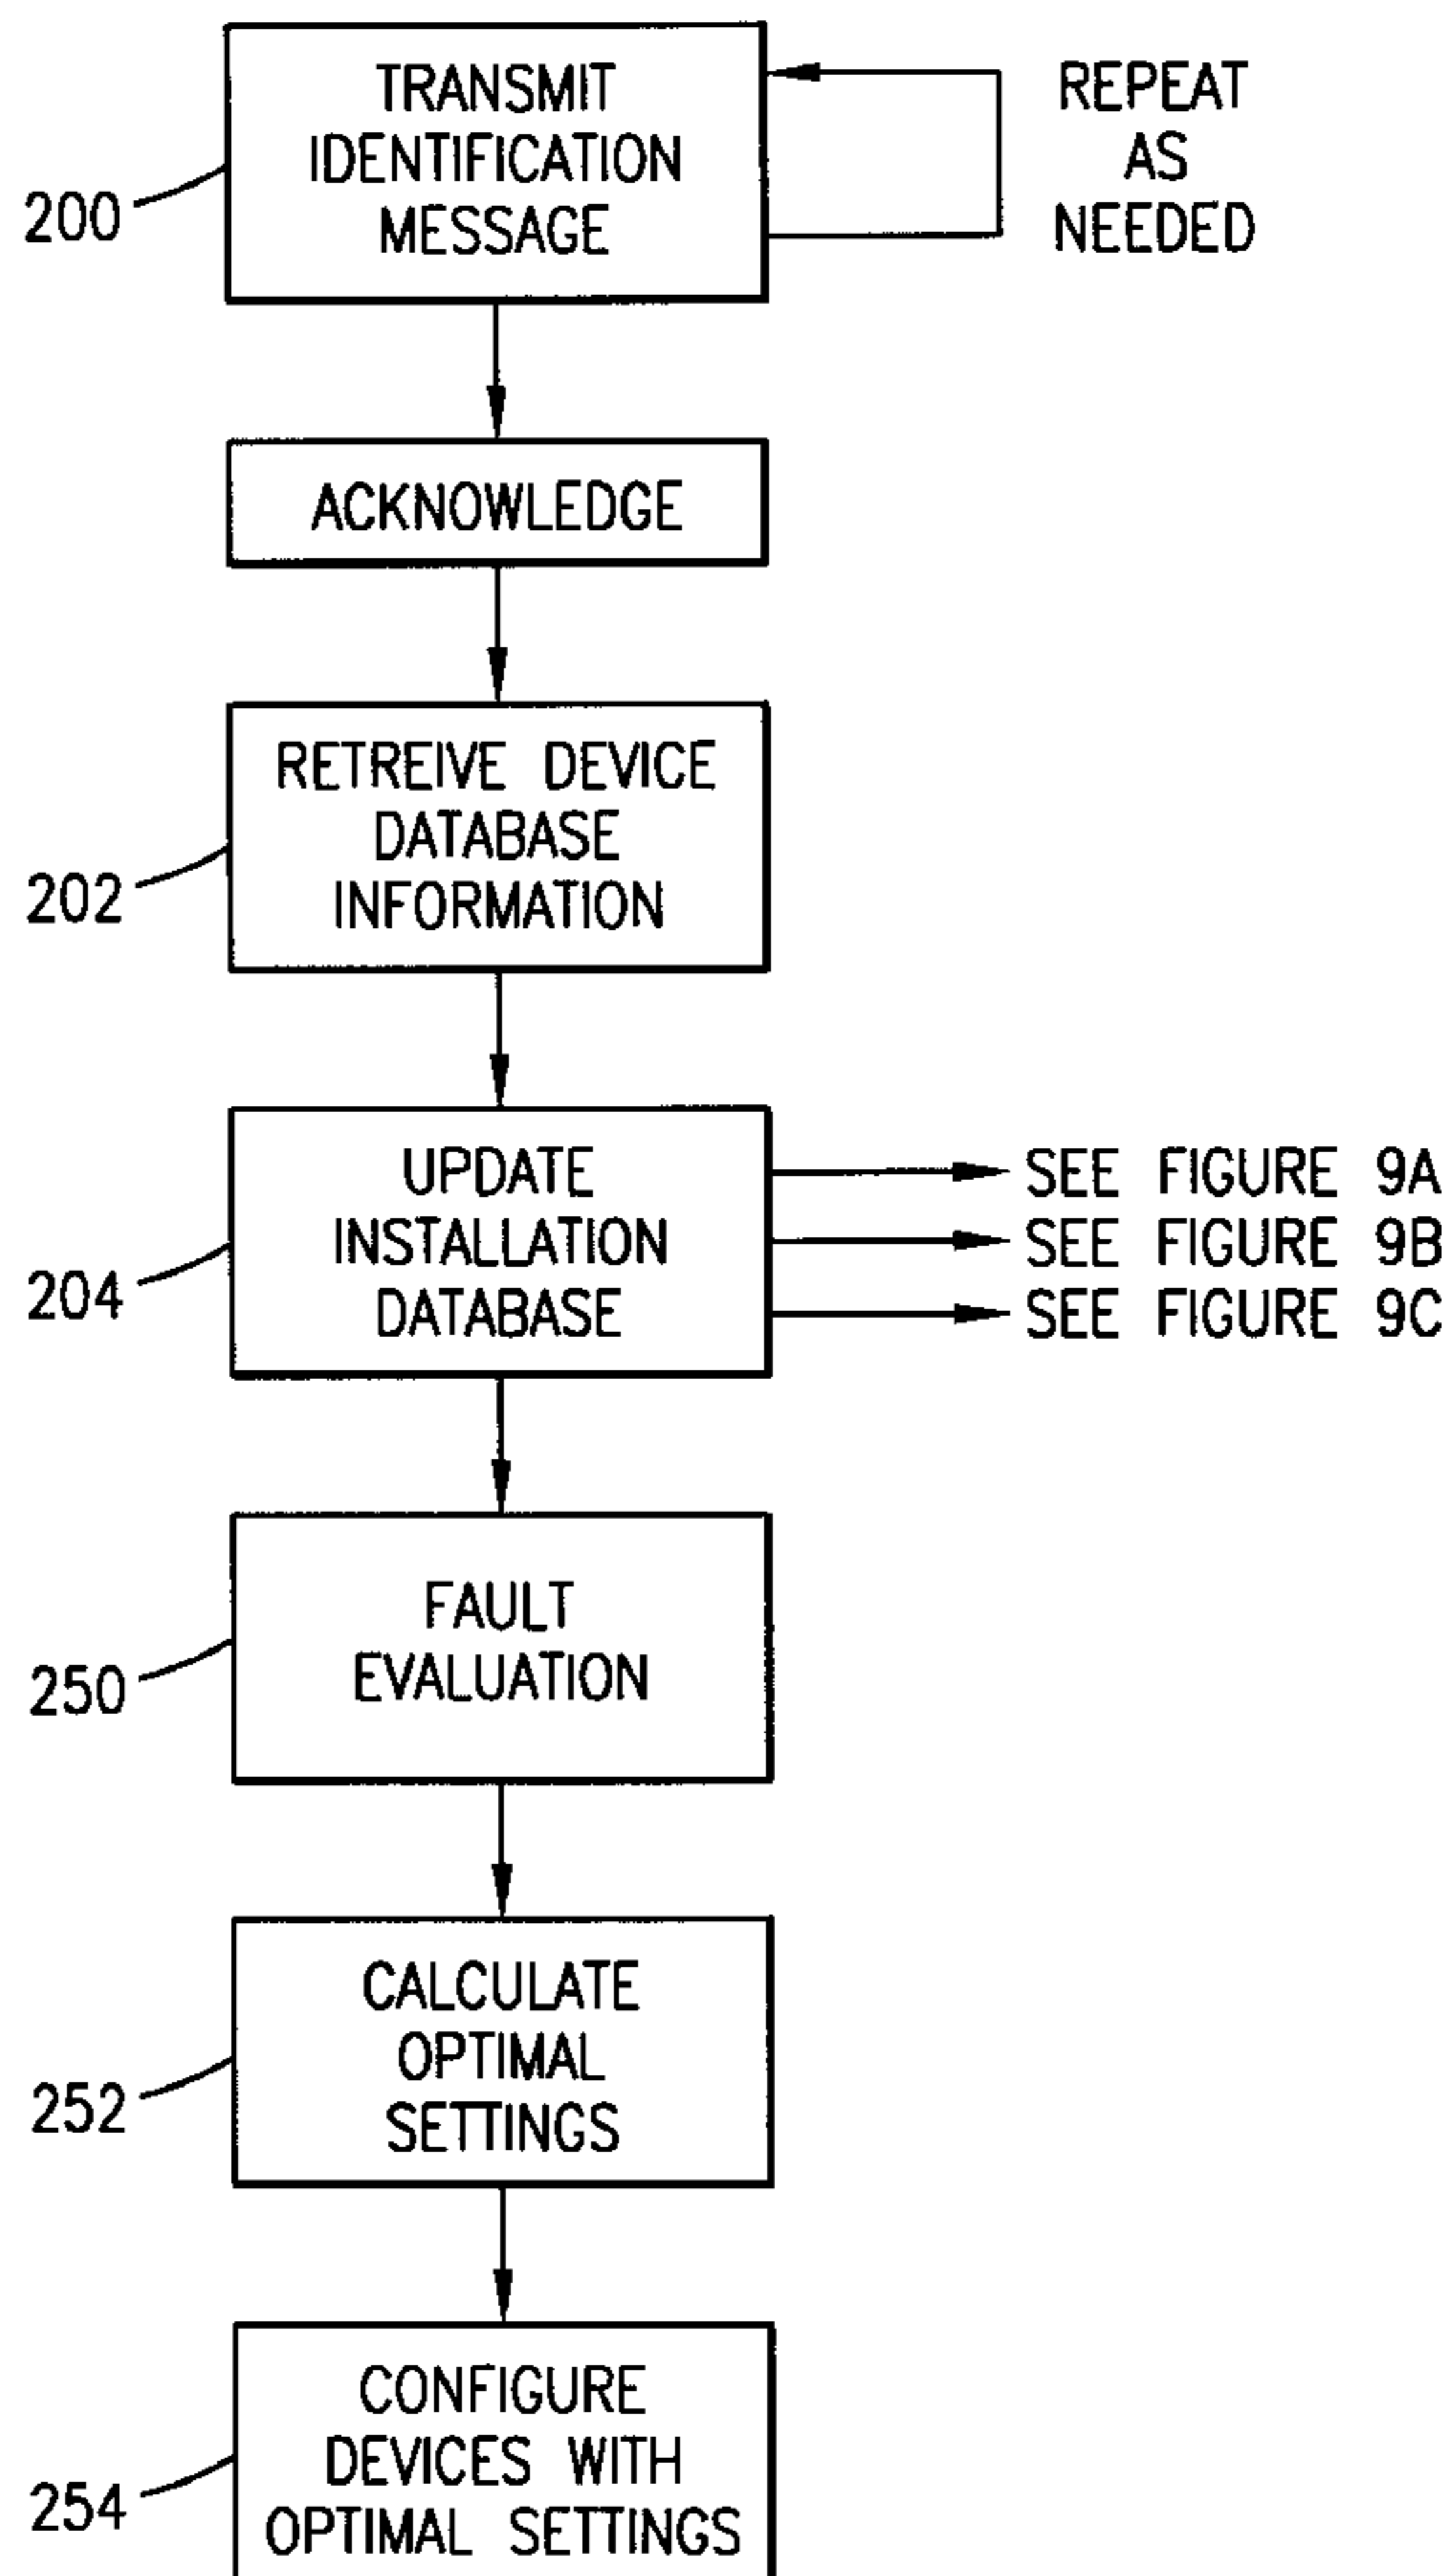 TRANSMIT
IDENTIFICATION
MESSAGE
REPEAT
AS
NEEDED
200
ACKNOWLEDGE
RETREIVE DEVICE
DATABASE
INFORMATION
202
UPDATE
INSTALLATION
DATABASE
SEE FIGURE 9A
SEE FIGURE 9B
SEE FIGURE 9C
204
FAULT
EVALUATION
250
CALCULATE
OPTIMAL
SETTINGS
252
CONFIGURE
DEVICES WITH
OPTIMAL SETTINGS
254